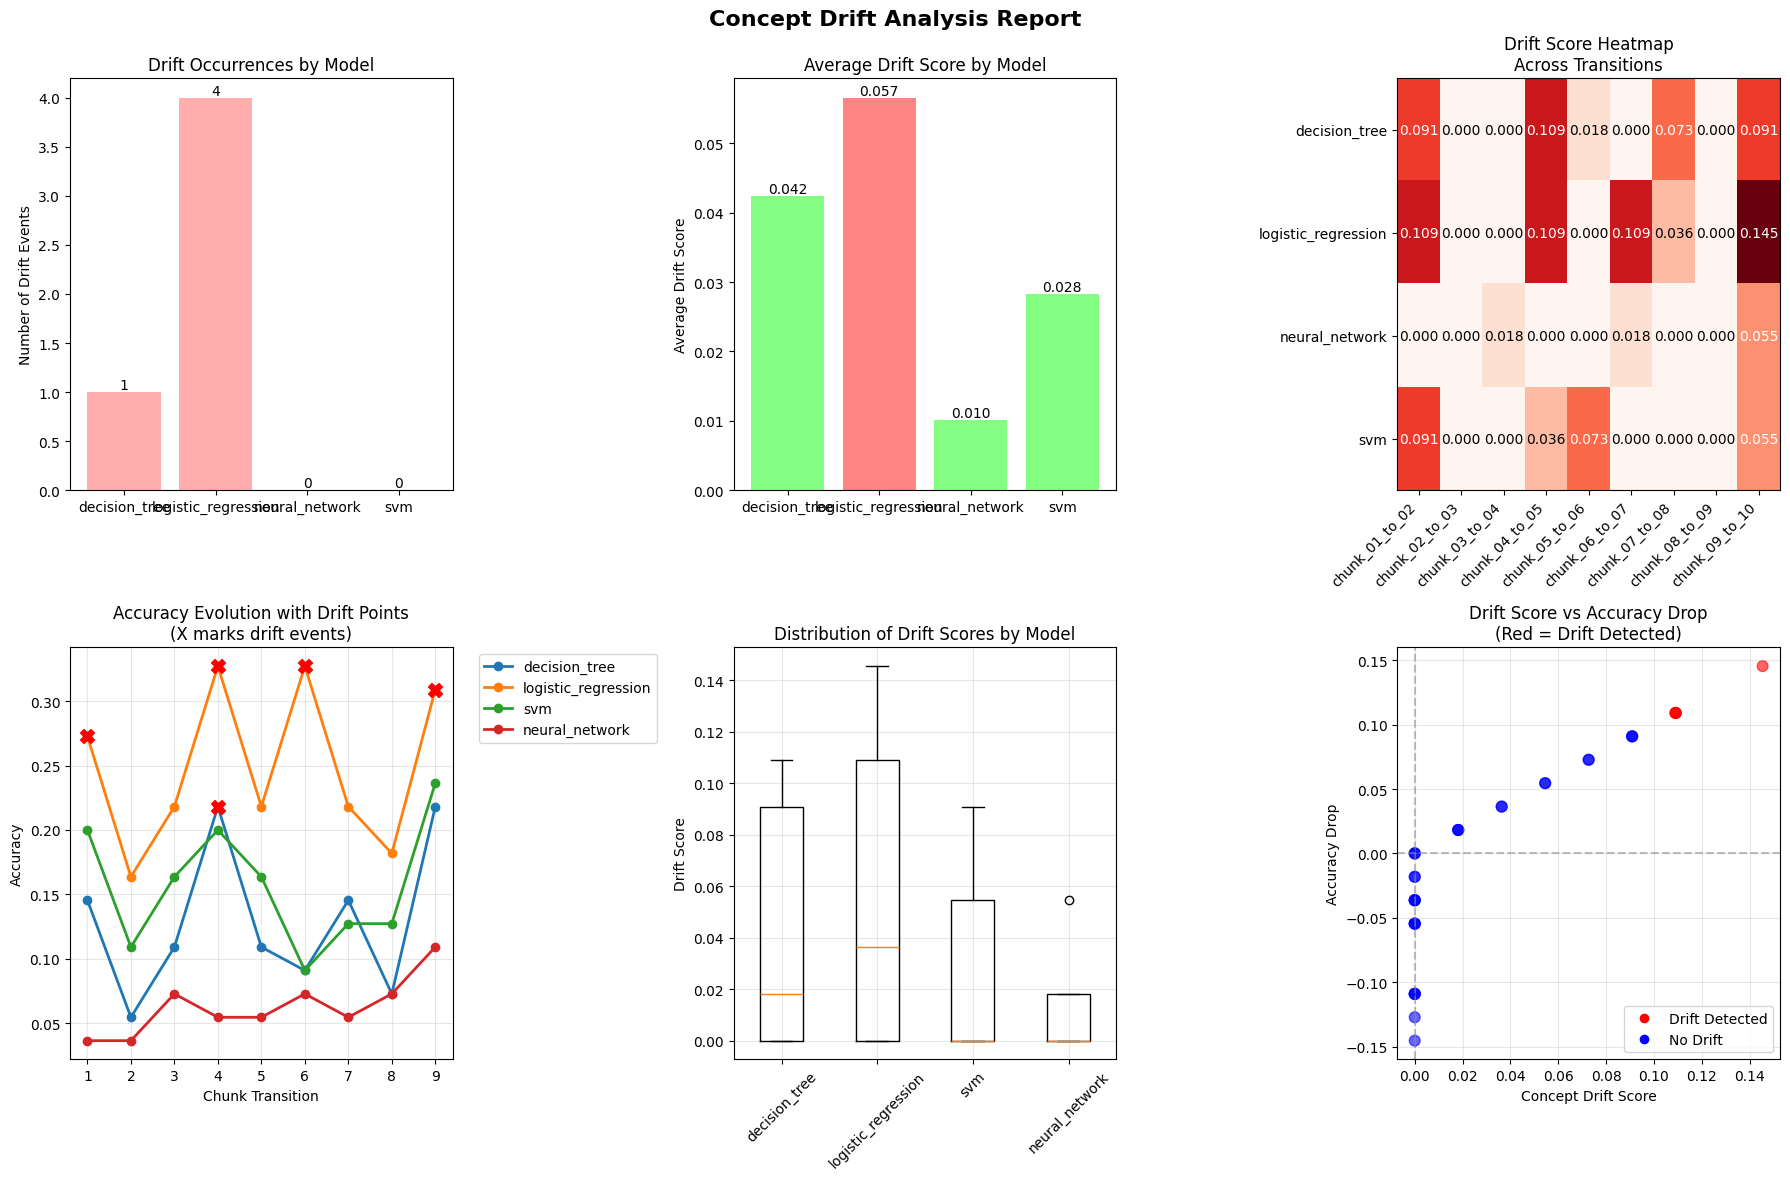 Concept Drift Analysis Report
Drift Occurrences by Model
Number of Drift Events
4.0
3.5
3.0
2.5
2.0
1.5
1.0
0.5
0.0
1
4
0
0
decision_tree
logistic_regression
neural_network
svm
Average Drift Score by Model
Average Drift Score
0.05
0.04
0.03
0.02
0.01
0.00
0.042
0.057
0.010
0.028
decision_tree
logistic_regression
neural_network
svm
Drift Score Heatmap
Across Transitions
decision_tree 0.091 0.000 0.000 0.109 0.018 0.000 0.073 0.000 0.091
logistic_regression 0.109 0.000 0.000 0.109 0.000 0.109 0.036 0.000 0.145
neural_network 0.000 0.000 0.018 0.000 0.000 0.018 0.000 0.000 0.055
svm 0.091 0.000 0.000 0.036 0.073 0.000 0.000 0.000 0.055
chunk_01_to_02
chunk_02_to_03
chunk_03_to_04
chunk_04_to_05
chunk_05_to_06
chunk_06_to_07
chunk_07_to_08
chunk_08_to_09
chunk_09_to_10
Accuracy Evolution with Drift Points
(X marks drift events)
Accuracy
0.30
0.25
0.20
0.15
0.10
0.05
1 2 3 4 5 6 7 8 9
Chunk Transition
decision_tree
logistic_regression
svm
neural_network
Distribution of Drift Scores by Model
Drift Score
0.14
0.12
0.10
0.08
0.06
0.04
0.02
0.00
decision_tree
logistic_regression
svm
neural_network
Drift Score vs Accuracy Drop
(Red = Drift Detected)
Accuracy Drop
0.15
0.10
0.05
0.00
−0.05
−0.10
−0.15
Drift Detected
No Drift
0.00 0.02 0.04 0.06 0.08 0.10 0.12 0.14
Concept Drift Score